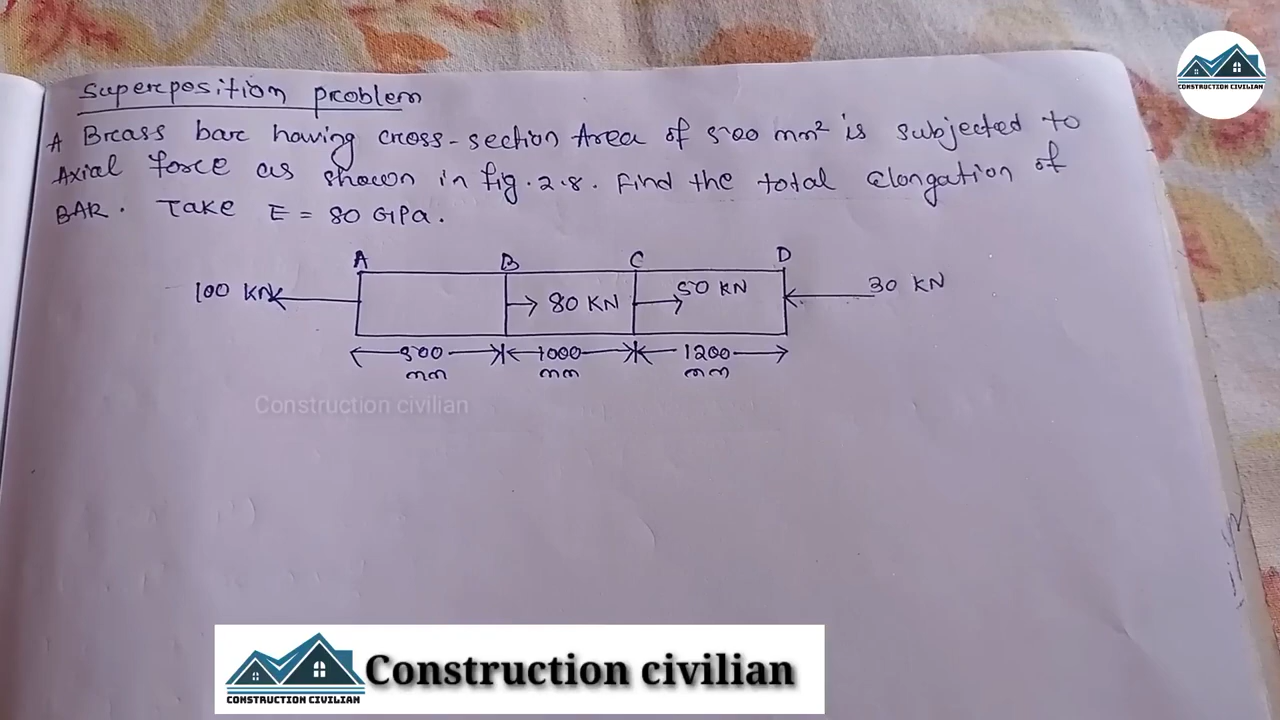 Superposition problem
A Brass bar having cross-section Area of 500 mm² is subjected to
Axial force as shown in fig. 2.8. Find the total Elongation of
BAR. Take E = 80 GPa.
A B C D
100 KN 80 KN 50 KN 30 KN
500 mm 1000 mm 1200 mm
Construction civilian
CONSTRUCTION CIVILIAN
CONSTRUCTION CIVILIAN
Construction civilian